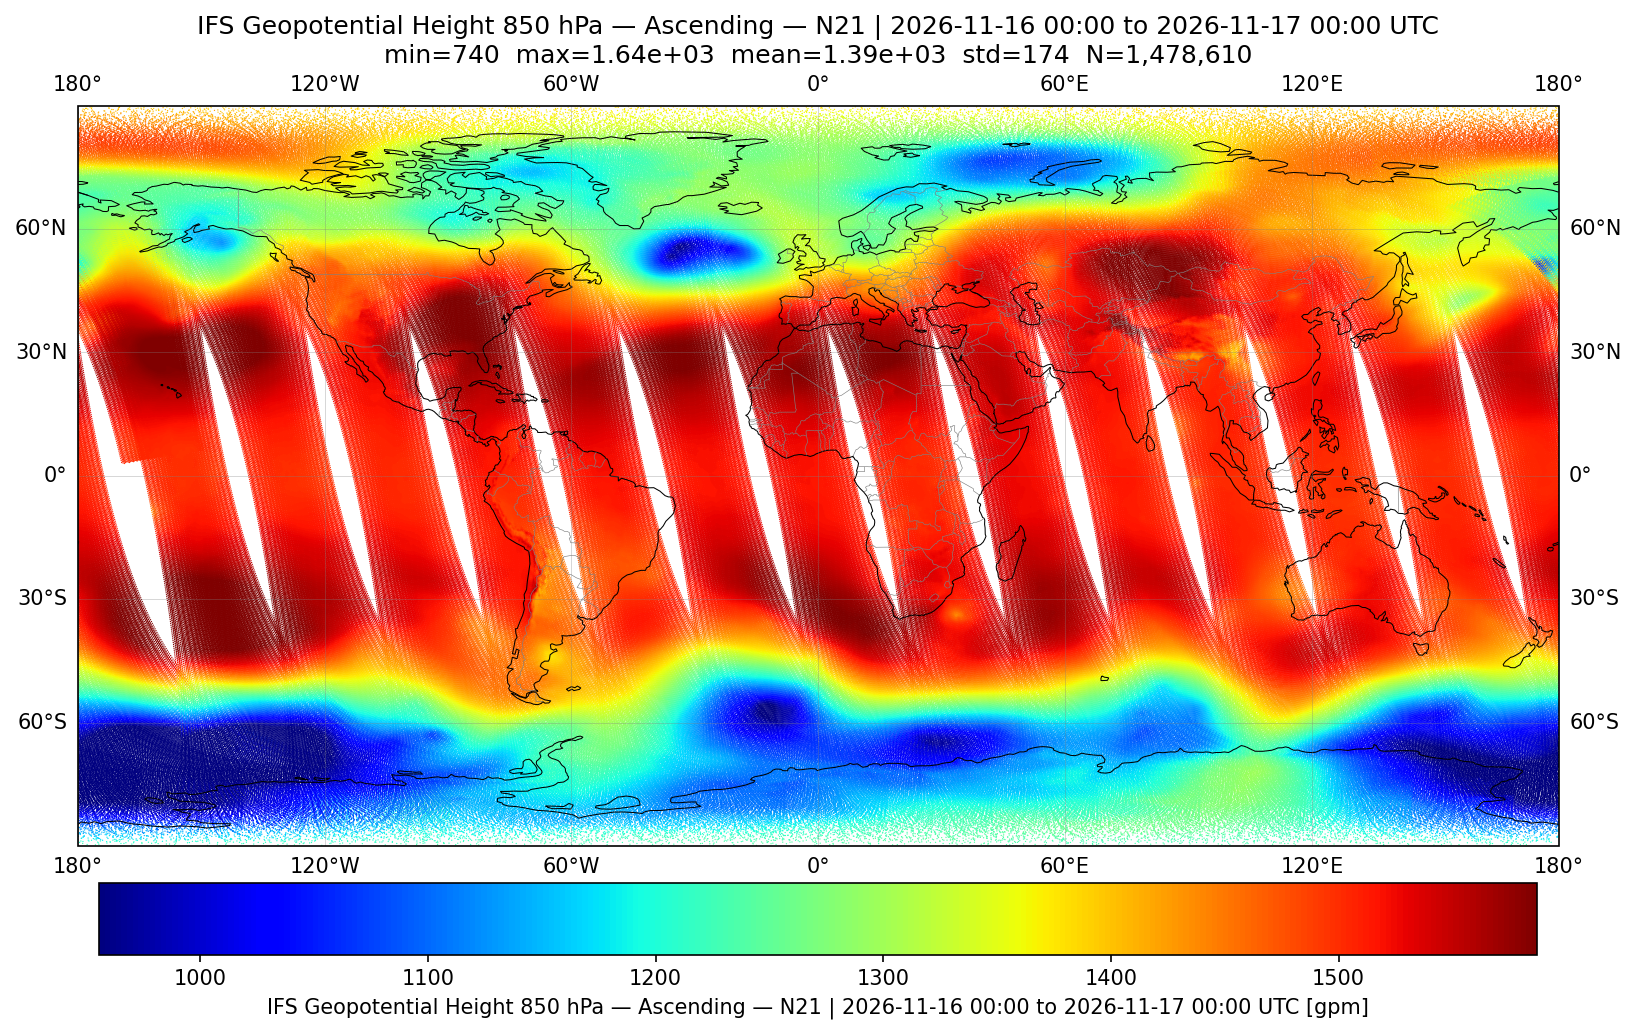 IFS Geopotential Height 850 hPa — Ascending — N21 | 2026-11-16 00:00 to 2026-11-17 00:00 UTC
min=740  max=1.64e+03  mean=1.39e+03  std=174  N=1,478,610
180° 120°W 60°W 0° 60°E 120°E 180°
60°N 60°N
30°N 30°N
0° 0°
30°S 30°S
60°S 60°S
180° 120°W 60°W 0° 60°E 120°E 180°
1000 1100 1200 1300 1400 1500
IFS Geopotential Height 850 hPa — Ascending — N21 | 2026-11-16 00:00 to 2026-11-17 00:00 UTC [gpm]